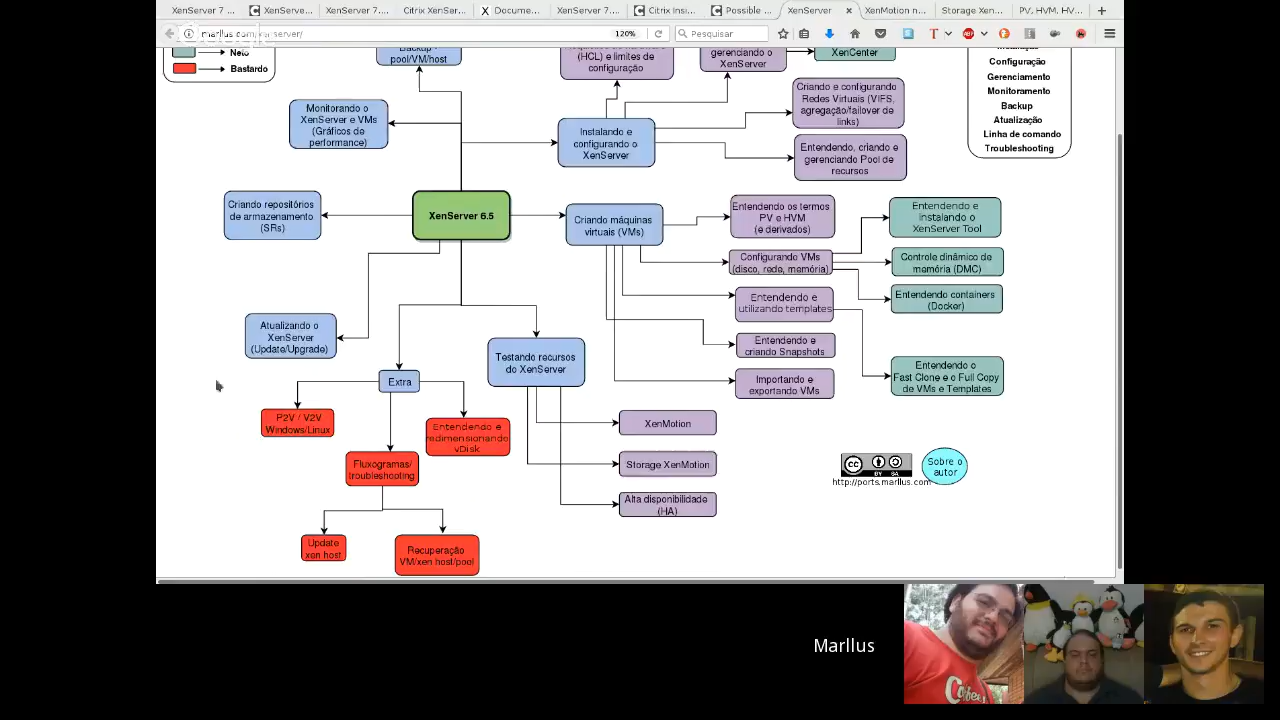 XenServer 7 ...
XenServe...
XenServer 7....
Citrix XenSer...
Docume...
XenServer 7....
Citrix Ins...
Possible ...
XenServer
XenMotion n...
Storage Xen...
PV, HVM, HV...
marllus.com
server/
120%
Pesquisar
Neto
Bastardo
Backup -
pool/VM/host
(HCL) e limites de
configuração
gerenciando o
XenServer
XenCenter
Configuração
Gerenciamento
Monitoramento
Backup
Atualização
Linha de comando
Troubleshooting
Monitorando o
XenServer e VMs
(Gráficos de
performance)
Instalando e
configurando o
XenServer
Criando e configurando
Redes Virtuais (VIFS,
agregação/failover de
links)
Entendendo, criando e
gerenciando Pool de
recursos
Criando repositórios
de armazenamento
(SRs)
XenServer 6.5
Criando máquinas
virtuais (VMs)
Entendendo os termos
PV e HVM
(e derivados)
Entendendo e
instalando o
XenServer Tool
Configurando VMs
(disco, rede, memória)
Controle dinâmico de
memória (DMC)
Entendendo e
utilizando templates
Entendendo containers
(Docker)
Atualizando o
XenServer
(Update/Upgrade)
Testando recursos
do XenServer
Entendendo e
criando Snapshots
Entendendo o
Fast Clone e o Full Copy
de VMs e Templates
Extra
Importando e
exportando VMs
P2V / V2V
Windows/Linux
Entendendo e
redimensionando
vDisk
XenMotion
Fluxogramas/
troubleshooting
Storage XenMotion
Alta disponibilidade
(HA)
cc
BY SA
http://ports.marllus.com
Sobre o
autor
Update
xen host
Recuperação
VM/xen host/pool
Marllus